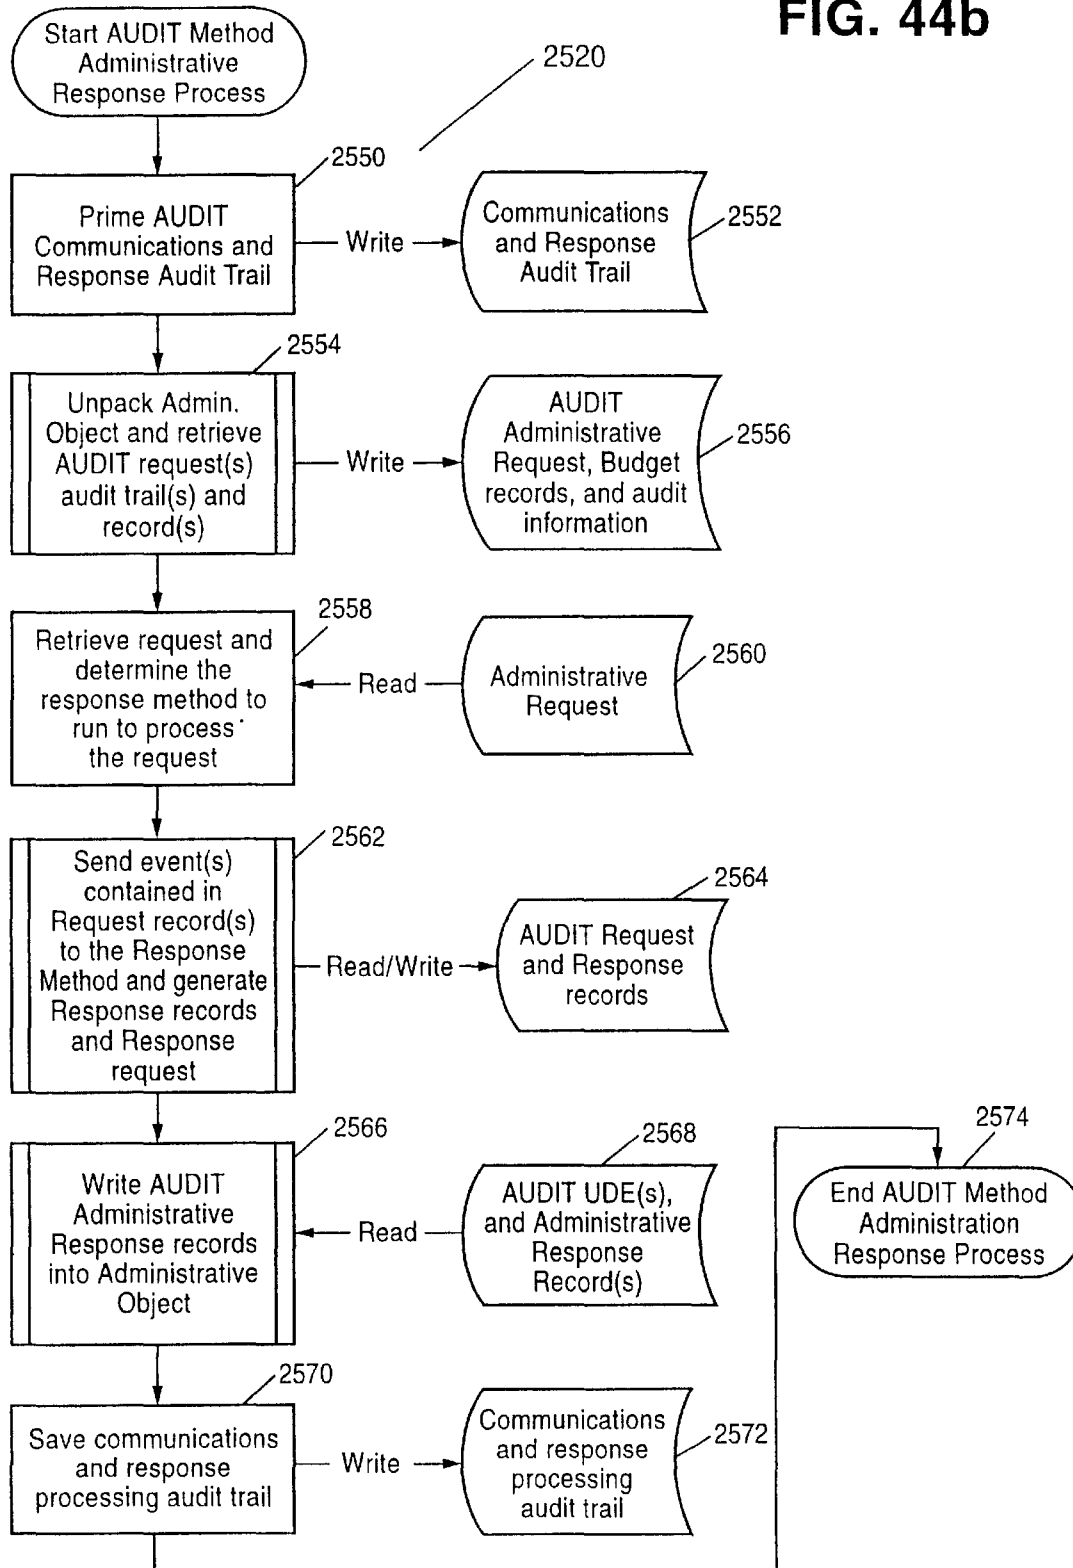 FIG. 44b
Start AUDIT Method
Administrative
Response Process
2520
2550
Prime AUDIT
Communications and
Response Audit Trail
Write
Communications
and Response
Audit Trail
2552
2554
Unpack Admin.
Object and retrieve
AUDIT request(s)
audit trail(s) and
record(s)
Write
AUDIT
Administrative
Request, Budget
records, and audit
information
2556
2558
Retrieve request and
determine the
response method to
run to process
the request
Read
Administrative
Request
2560
2562
Send event(s)
contained in
Request record(s)
to the Response
Method and generate
Response records
and Response
request
Read/Write
2564
AUDIT Request
and Response
records
2566
Write AUDIT
Administrative
Response records
into Administrative
Object
Read
2568
AUDIT UDE(s),
and Administrative
Response
Record(s)
2574
End AUDIT Method
Administration
Response Process
2570
Save communications
and response
processing audit trail
Write
Communications
and response
processing
audit trail
2572